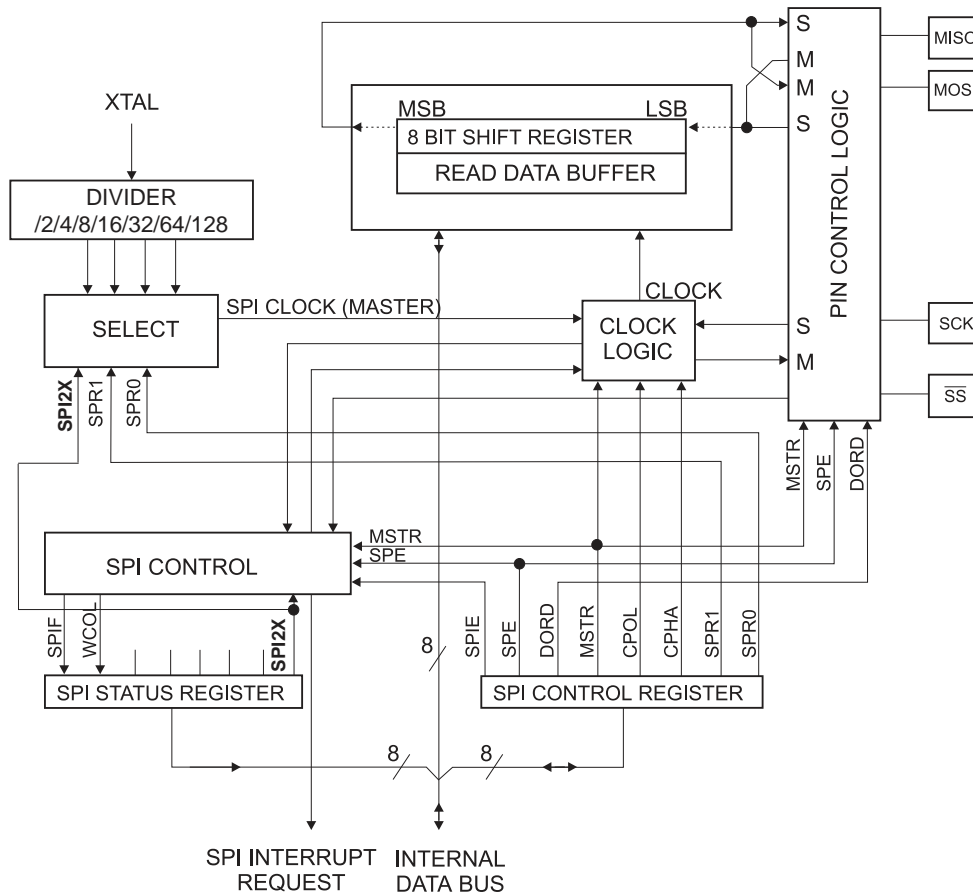 S
MISO
M
M
MOSI
MSB
LSB
S
8 BIT SHIFT REGISTER
READ DATA BUFFER
XTAL
DIVIDER
/2/4/8/16/32/64/128
PIN CONTROL LOGIC
SPI CLOCK (MASTER)
CLOCK
SELECT
CLOCK
LOGIC
S
M
SCK
SS
SPI2X
SPR1
SPR0
MSTR
SPE
DORD
MSTR
SPE
SPI CONTROL
SPIF
WCOL
SPI2X
8
SPIE
SPE
DORD
MSTR
CPOL
CPHA
SPR1
SPR0
SPI STATUS REGISTER
SPI CONTROL REGISTER
8
8
SPI INTERRUPT
REQUEST
INTERNAL
DATA BUS